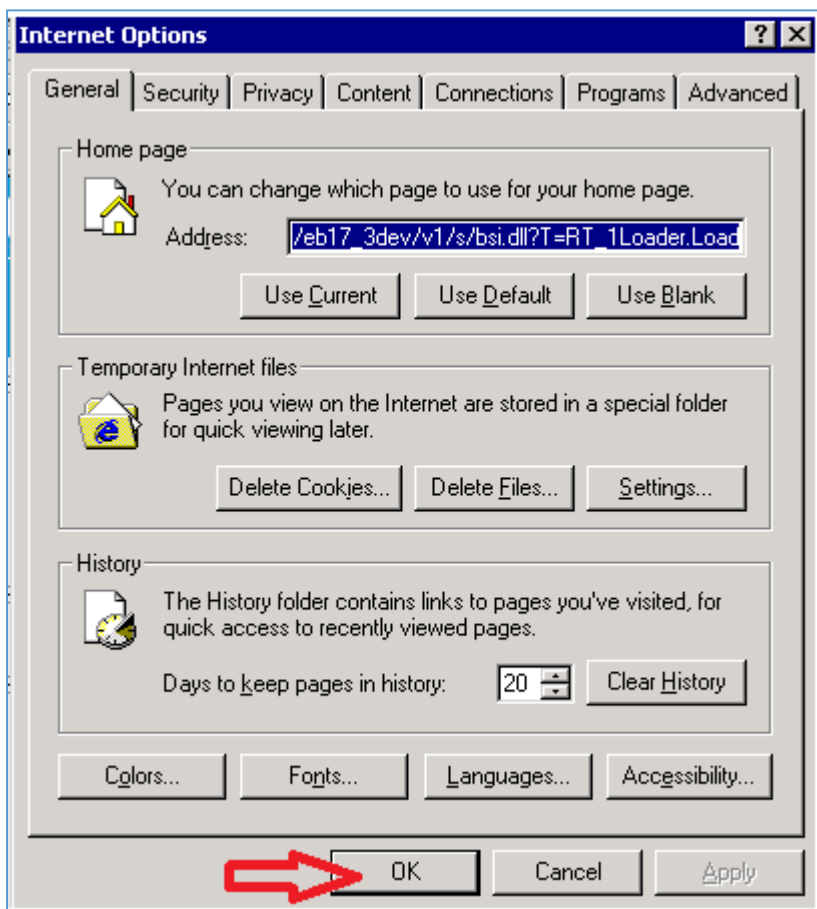 Internet Options
General Security Privacy Content Connections Programs Advanced
Home page
You can change which page to use for your home page.
Address: /eb17_3dev/v1/s/bsi.dll?T=RT_1Loader.Load
Use Current Use Default Use Blank
Temporary Internet files
Pages you view on the Internet are stored in a special folder
for quick viewing later.
Delete Cookies... Delete Files... Settings...
History
The History folder contains links to pages you've visited, for
quick access to recently viewed pages.
Days to keep pages in history: 20 Clear History
Colors... Fonts... Languages... Accessibility...
OK Cancel Apply